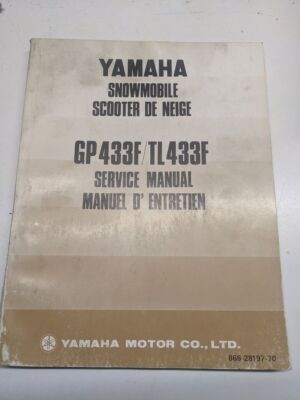 YAMAHA
SNOWMOBILE
SCOOTER DE NEIGE
GP433F/TL433F
SERVICE MANUAL
MANUEL D' ENTRETIEN
YAMAHA MOTOR CO., LTD.
866-28197-70